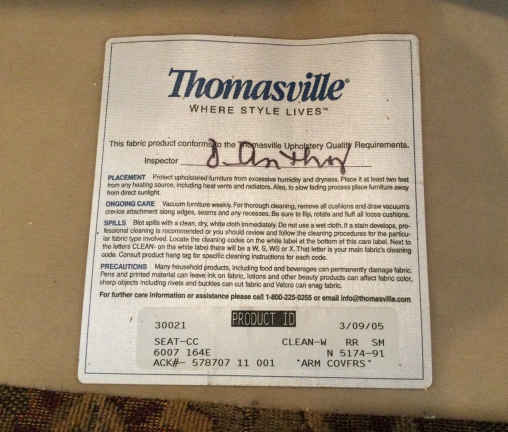 Thomasville®
WHERE STYLE LIVES™
This fabric product conforms to the Thomasville Upholstery Quality Requirements.
Inspector D. Anthony
PLACEMENT Protect upholstered furniture from excessive humidity and dryness. Place it at least two feet
from any heating source, including heat vents and radiators. Also, to slow fading process place furniture away
from direct sunlight.
ONGOING CARE Vacuum furniture weekly. For thorough cleaning, remove all cushions and draw vacuum's
crevice attachment along edges, seams and any recesses. Be sure to flip, rotate and fluff all loose cushions.
SPILLS Blot spills with a clean, dry, white cloth immediately. Do not use a wet cloth. If a stain develops, pro-
fessional cleaning is recommended or you should review and follow the cleaning procedures for the particu-
lar fabric type involved. Locate the cleaning codes on the white label at the bottom of this care label. Next to
the letters CLEAN- on the white label there will be a W, S, WS or X. That letter is your main fabric's cleaning
code. Consult product hang tag for specific cleaning instructions for each code.
PRECAUTIONS Many household products, including food and beverages can permanently damage fabric.
Pens and printed material can leave ink on fabric, lotions and other beauty products can affect fabric color,
sharp objects including rivets and buckles can cut fabric and Velcro can snag fabric.
For further care information or assistance please call 1-800-225-0265 or email info@thomasville.com
30021 PRODUCT ID 3/09/05
SEAT-CC CLEAN-W RR SM
6007 164E N 5174-91
ACK#- 578707 11 001 "ARM COVERS"